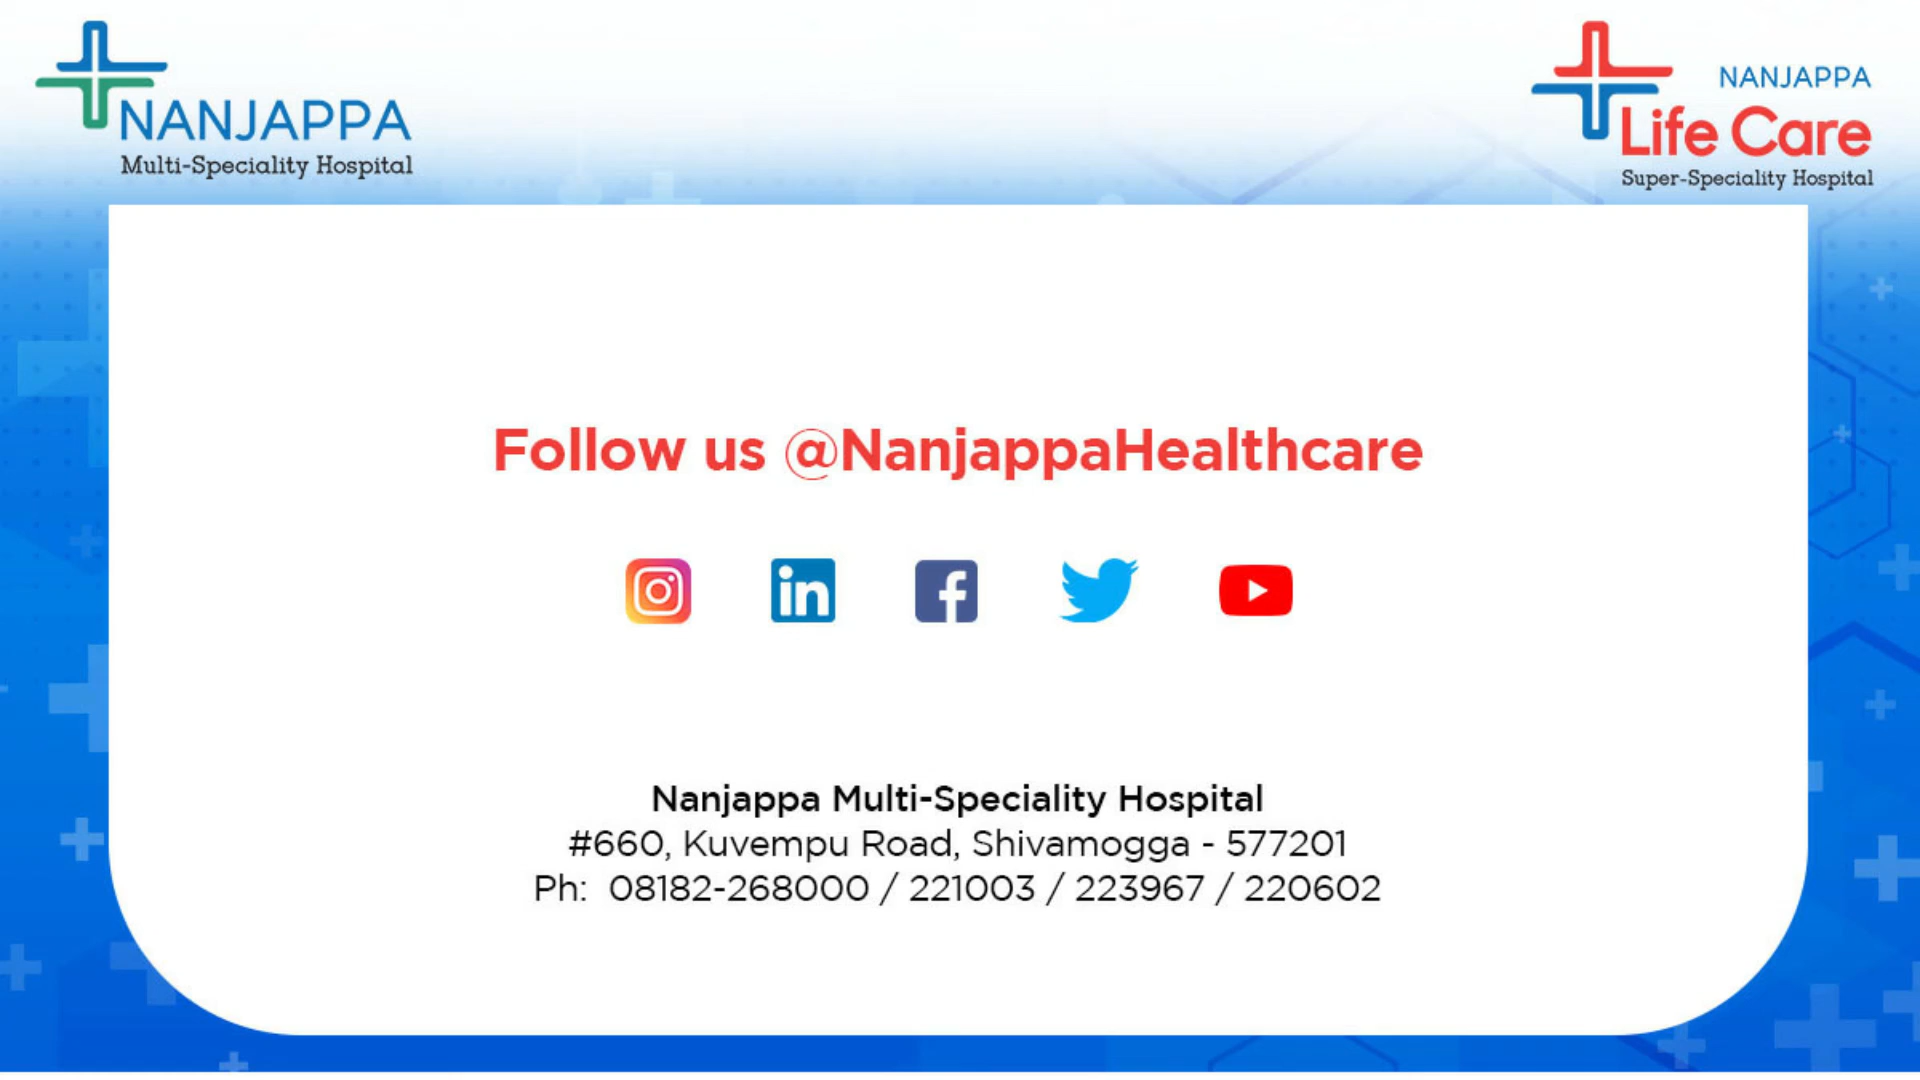 NANJAPPA
Multi-Speciality Hospital
NANJAPPA
Life Care
Super-Speciality Hospital
Follow us @NanjappaHealthcare
in
f
Nanjappa Multi-Speciality Hospital
#660, Kuvempu Road, Shivamogga - 577201
Ph: 08182-268000 / 221003 / 223967 / 220602